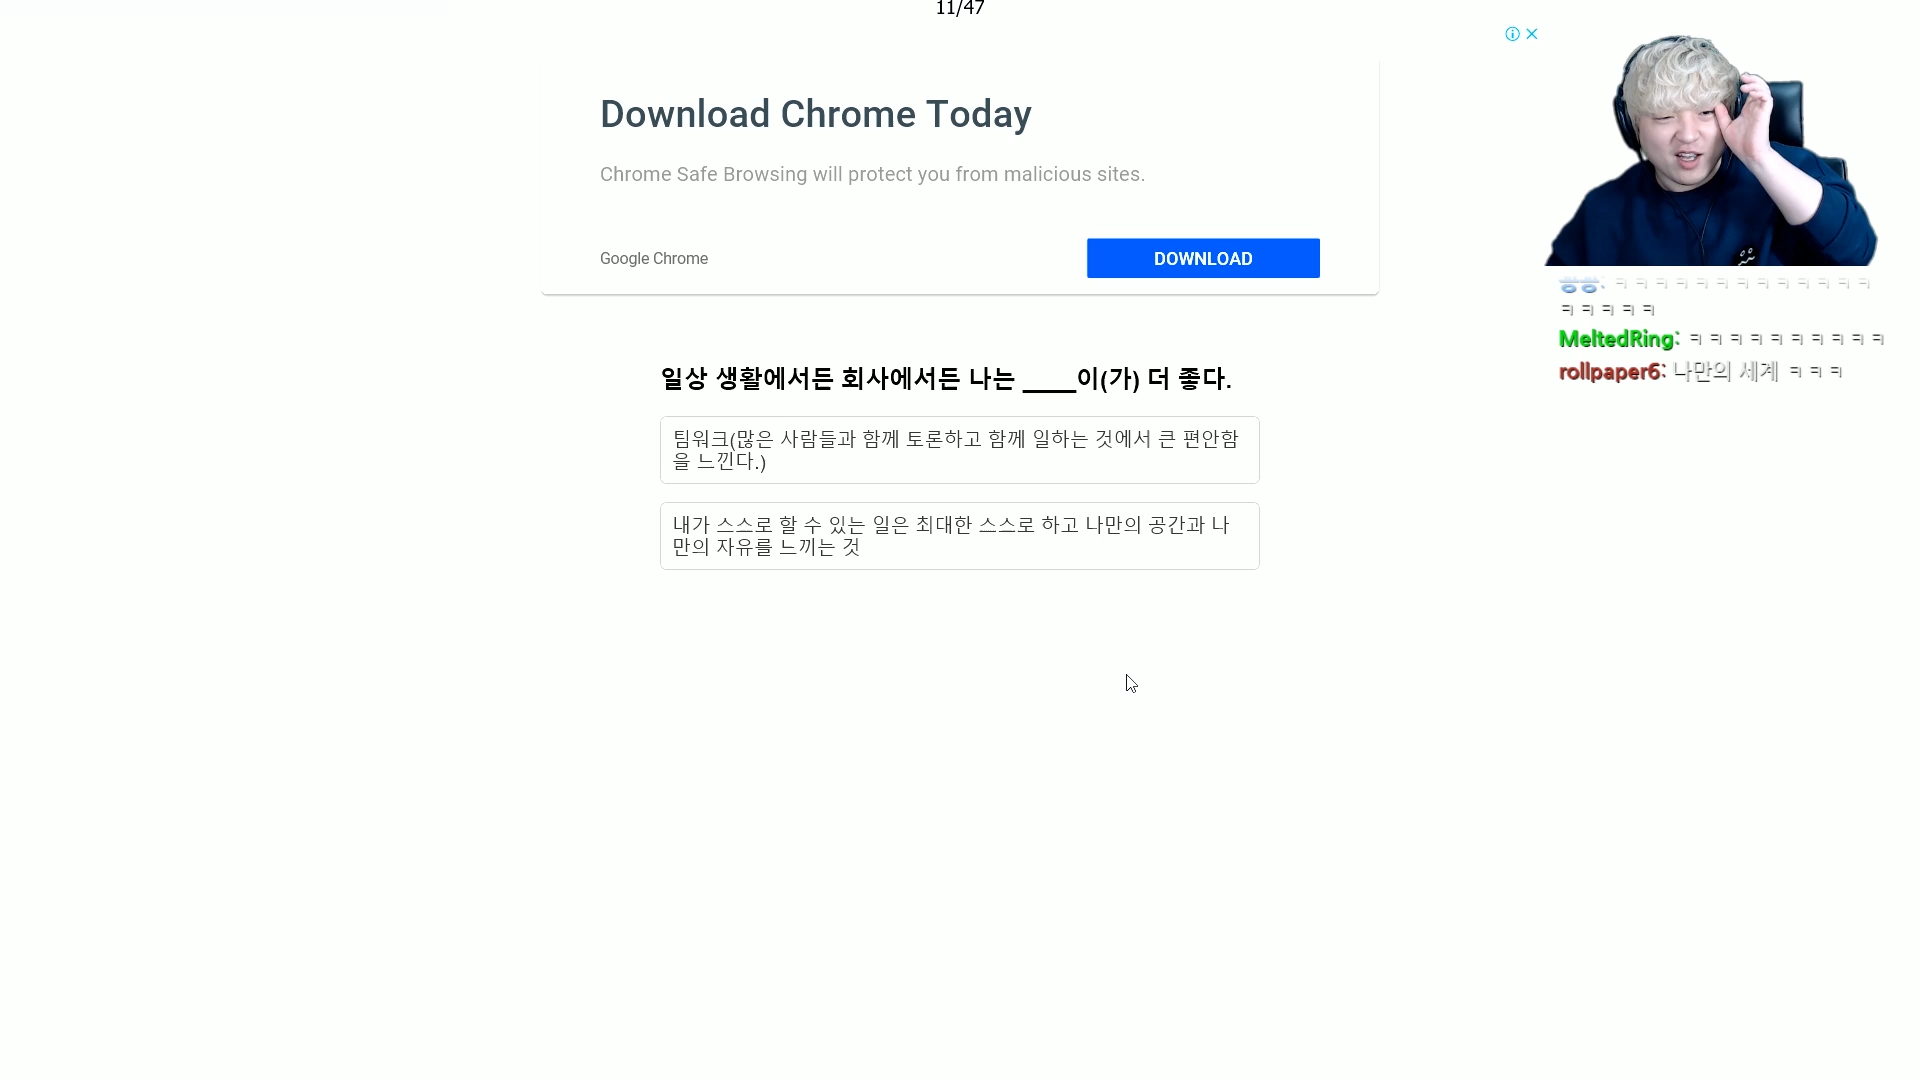 11/47
Download Chrome Today
Chrome Safe Browsing will protect you from malicious sites.
Google Chrome
DOWNLOAD
일상 생활에서든 회사에서든 나는 ____이(가) 더 좋다.
팀워크(많은 사람들과 함께 토론하고 함께 일하는 것에서 큰 편안함
을 느낀다.)
내가 스스로 할 수 있는 일은 최대한 스스로 하고 나만의 공간과 나
만의 자유를 느끼는 것
ㅋㅋㅋㅋㅋㅋㅋㅋㅋㅋㅋㅋㅋ
ㅋㅋㅋㅋㅋ
MeltedRing: ㅋㅋㅋㅋㅋㅋㅋㅋㅋㅋ
rollpaper6: 나만의 세계 ㅋㅋㅋ